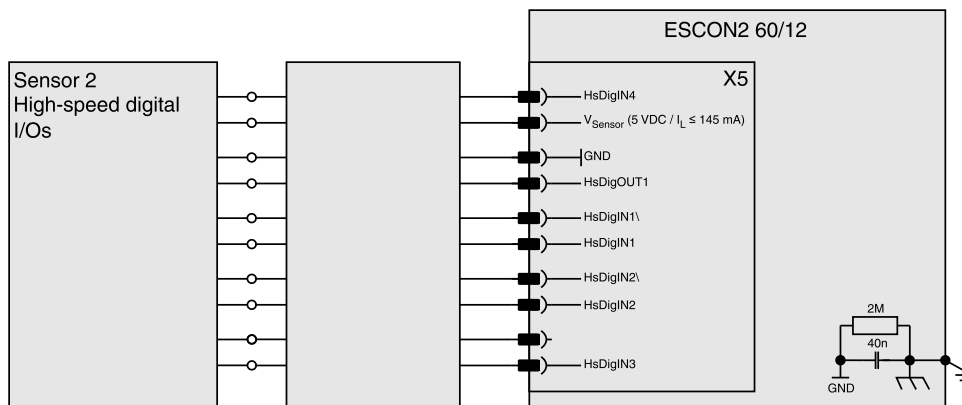 ESCON2 60/12
Sensor 2
High-speed digital
I/Os
X5
HsDigIN4
VSensor (5 VDC / IL ≤ 145 mA)
GND
HsDigOUT1
HsDigIN1\
HsDigIN1
HsDigIN2\
HsDigIN2
HsDigIN3
2M
40n
GND